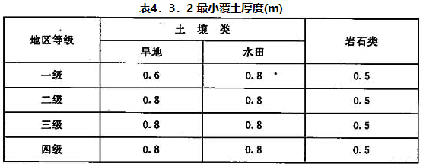 表4．3．2 最小覆土厚度(m)
地区等级 土壤类 岩石类
旱地 水田
一级 0.6 0.8 0.5
二级 0.8 0.8 0.5
三级 0.8 0.8 0.5
四级 0.8 0.8 0.5